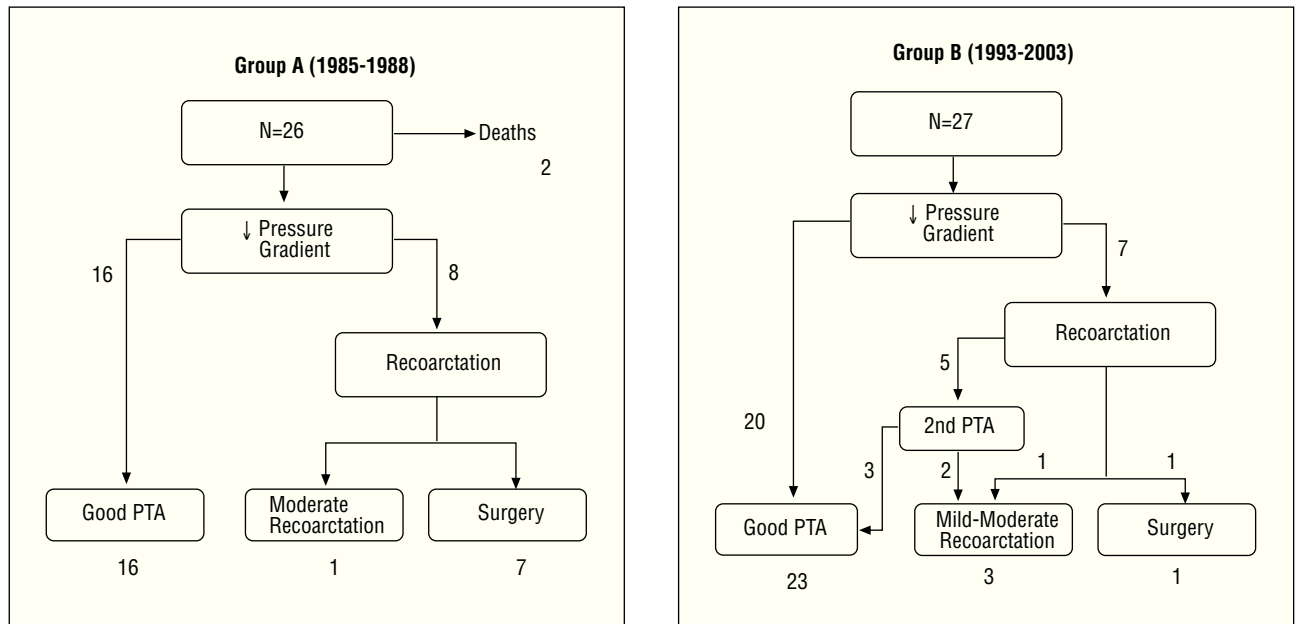 Group A (1985-1988)
N=26
Deaths
2
↓ Pressure
Gradient
16
8
Recoarctation
Good PTA
Moderate
Recoarctation
Surgery
16
1
7
Group B (1993-2003)
N=27
↓ Pressure
Gradient
7
Recoarctation
5
20
2nd PTA
3
2
1
1
Good PTA
Mild-Moderate
Recoarctation
Surgery
23
3
1